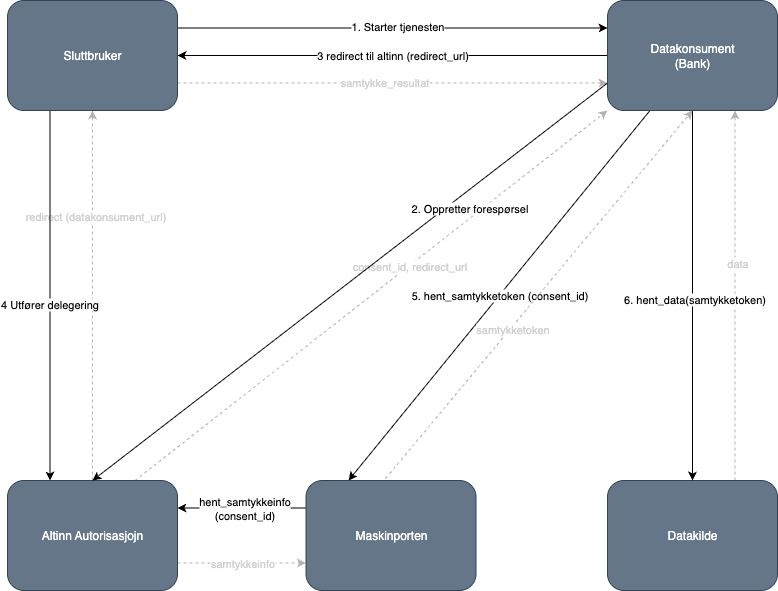 1. Starter tjenesten
Sluttbruker
Datakonsument
(Bank)
3 redirect til altinn (redirect_url)
samtykke_resultat
2. Oppretter forespørsel
redirect (datakonsument_url)
consent_id, redirect_url
data
4 Utfører delegering
5. hent_samtykketoken (consent_id)
6. hent_data(samtykketoken)
samtykketoken
hent_samtykkeinfo
(consent_id)
Altinn Autorisasjojn
Maskinporten
Datakilde
samtykkeinfo